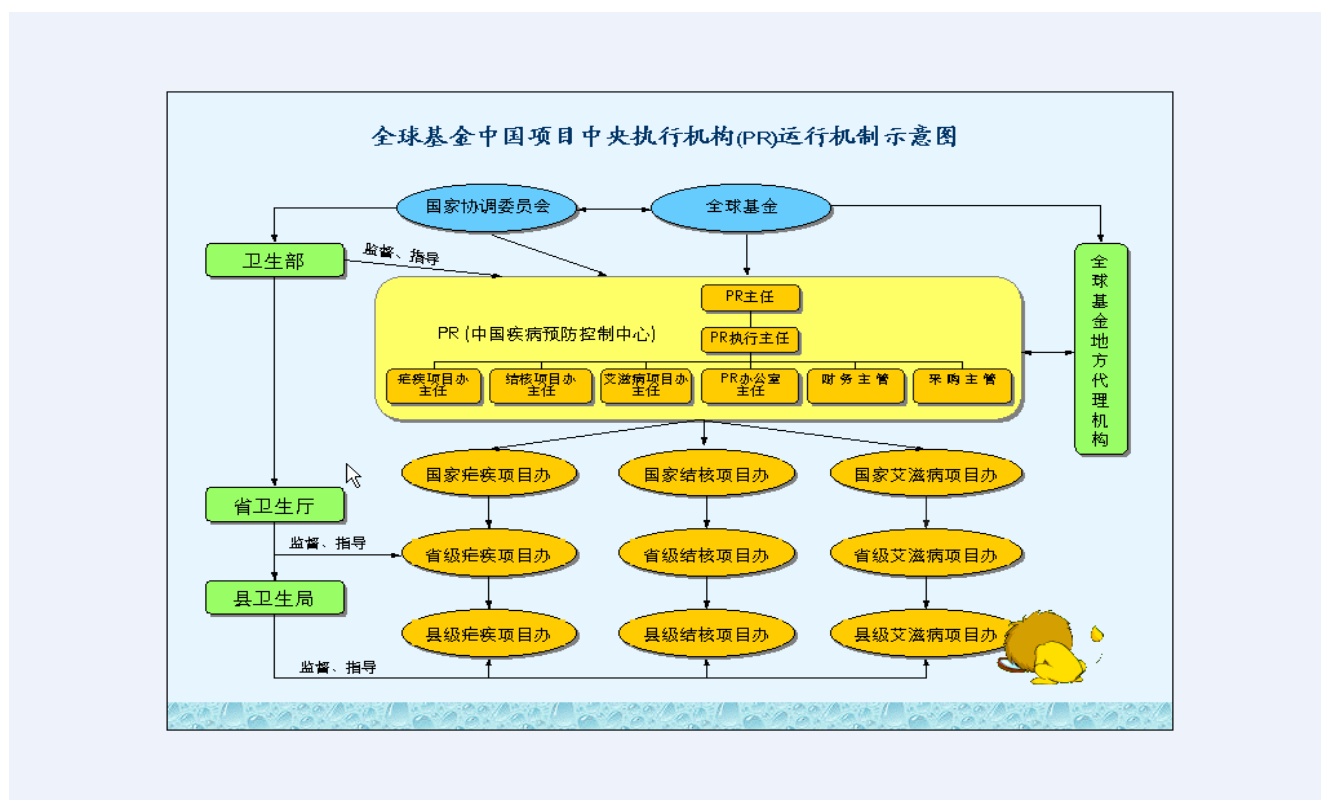 全球基金中国项目中央执行机构(PR)运行机制示意图
国家协调委员会
全球基金
卫生部
监督、指导
全球基金地方代理机构
PR主任
PR (中国疾病预防控制中心)
PR执行主任
疟疾项目办
主任
结核项目办
主任
艾滋病项目办
主任
PR办公室
主任
财务主管
采购主管
国家疟疾项目办
国家结核项目办
国家艾滋病项目办
省卫生厅
监督、指导
省级疟疾项目办
省级结核项目办
省级艾滋病项目办
县卫生局
县级疟疾项目办
县级结核项目办
县级艾滋病项目办
监督、指导